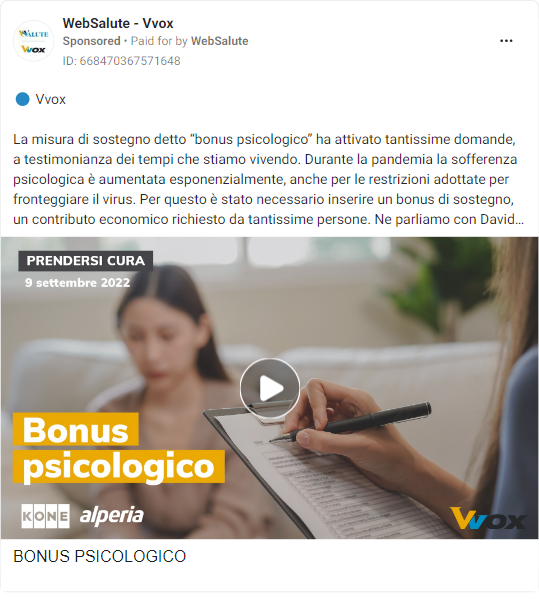 WebSalute - Vvox
Sponsored • Paid for by WebSalute
ID: 668470367571648
Vvox
La misura di sostegno detto “bonus psicologico” ha attivato tantissime domande,
a testimonianza dei tempi che stiamo vivendo. Durante la pandemia la sofferenza
psicologica è aumentata esponenzialmente, anche per le restrizioni adottate per
fronteggiare il virus. Per questo è stato necessario inserire un bonus di sostegno,
un contributo economico richiesto da tantissime persone. Ne parliamo con David...
PRENDERSI CURA
9 settembre 2022
Bonus
psicologico
KONE alperia
VVOX
BONUS PSICOLOGICO